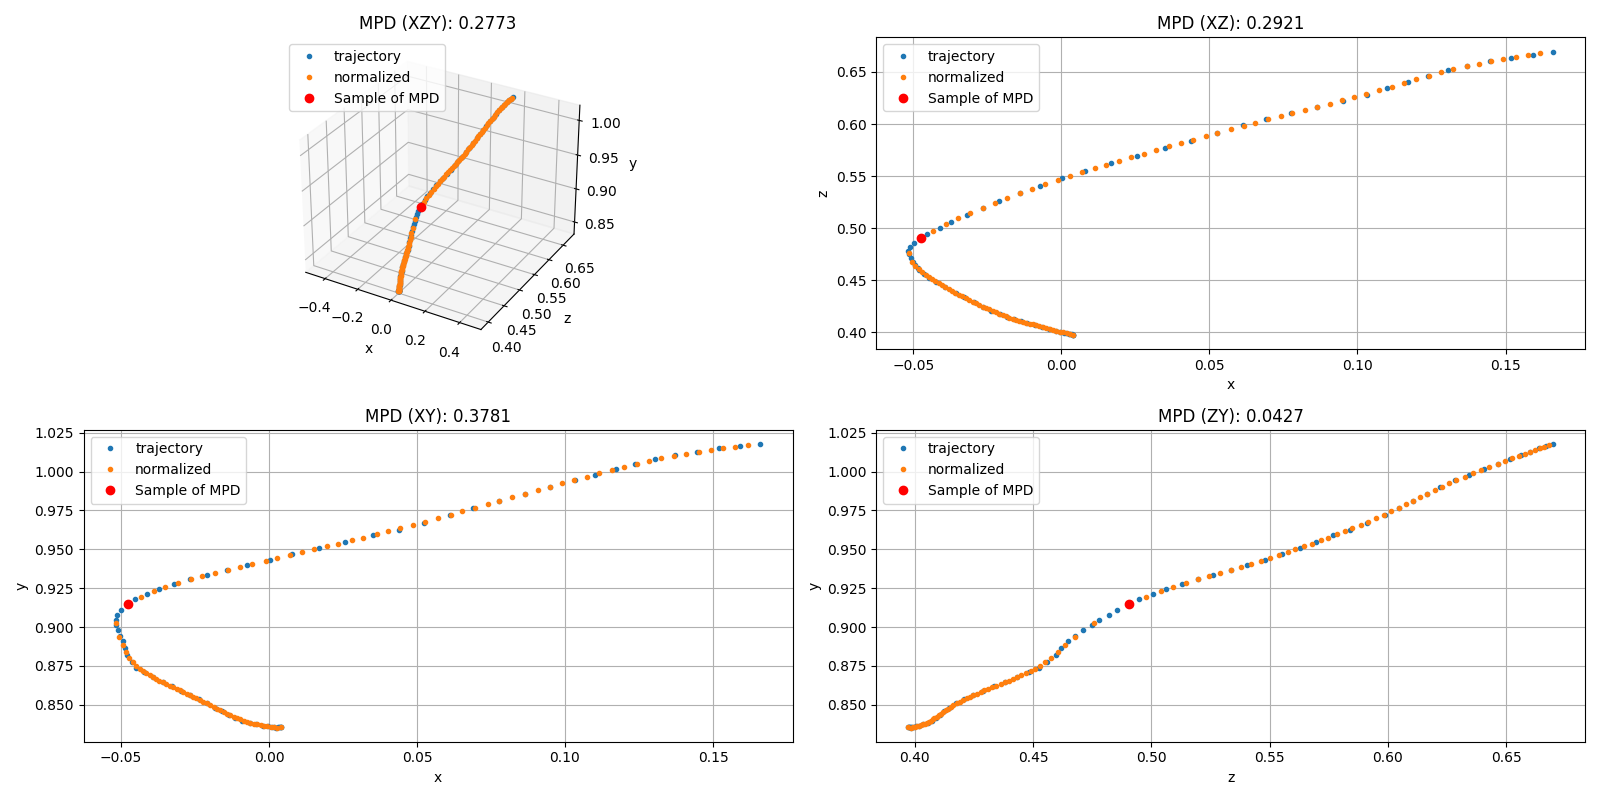 MPD (XZY): 0.2773
trajectory
normalized
Sample of MPD
1.00
0.95
0.90
0.85
y
0.65
0.60
0.55
0.50
0.45
0.40
z
−0.4
−0.2
0.0
0.2
0.4
x
MPD (XZ): 0.2921
trajectory
normalized
Sample of MPD
0.65
0.60
0.55
0.50
0.45
0.40
z
−0.05 0.00 0.05 0.10 0.15
x
MPD (XY): 0.3781
trajectory
normalized
Sample of MPD
1.025
1.000
0.975
0.950
0.925
0.900
0.875
0.850
y
−0.05 0.00 0.05 0.10 0.15
x
MPD (ZY): 0.0427
trajectory
normalized
Sample of MPD
1.025
1.000
0.975
0.950
0.925
0.900
0.875
0.850
y
0.40 0.45 0.50 0.55 0.60 0.65
z